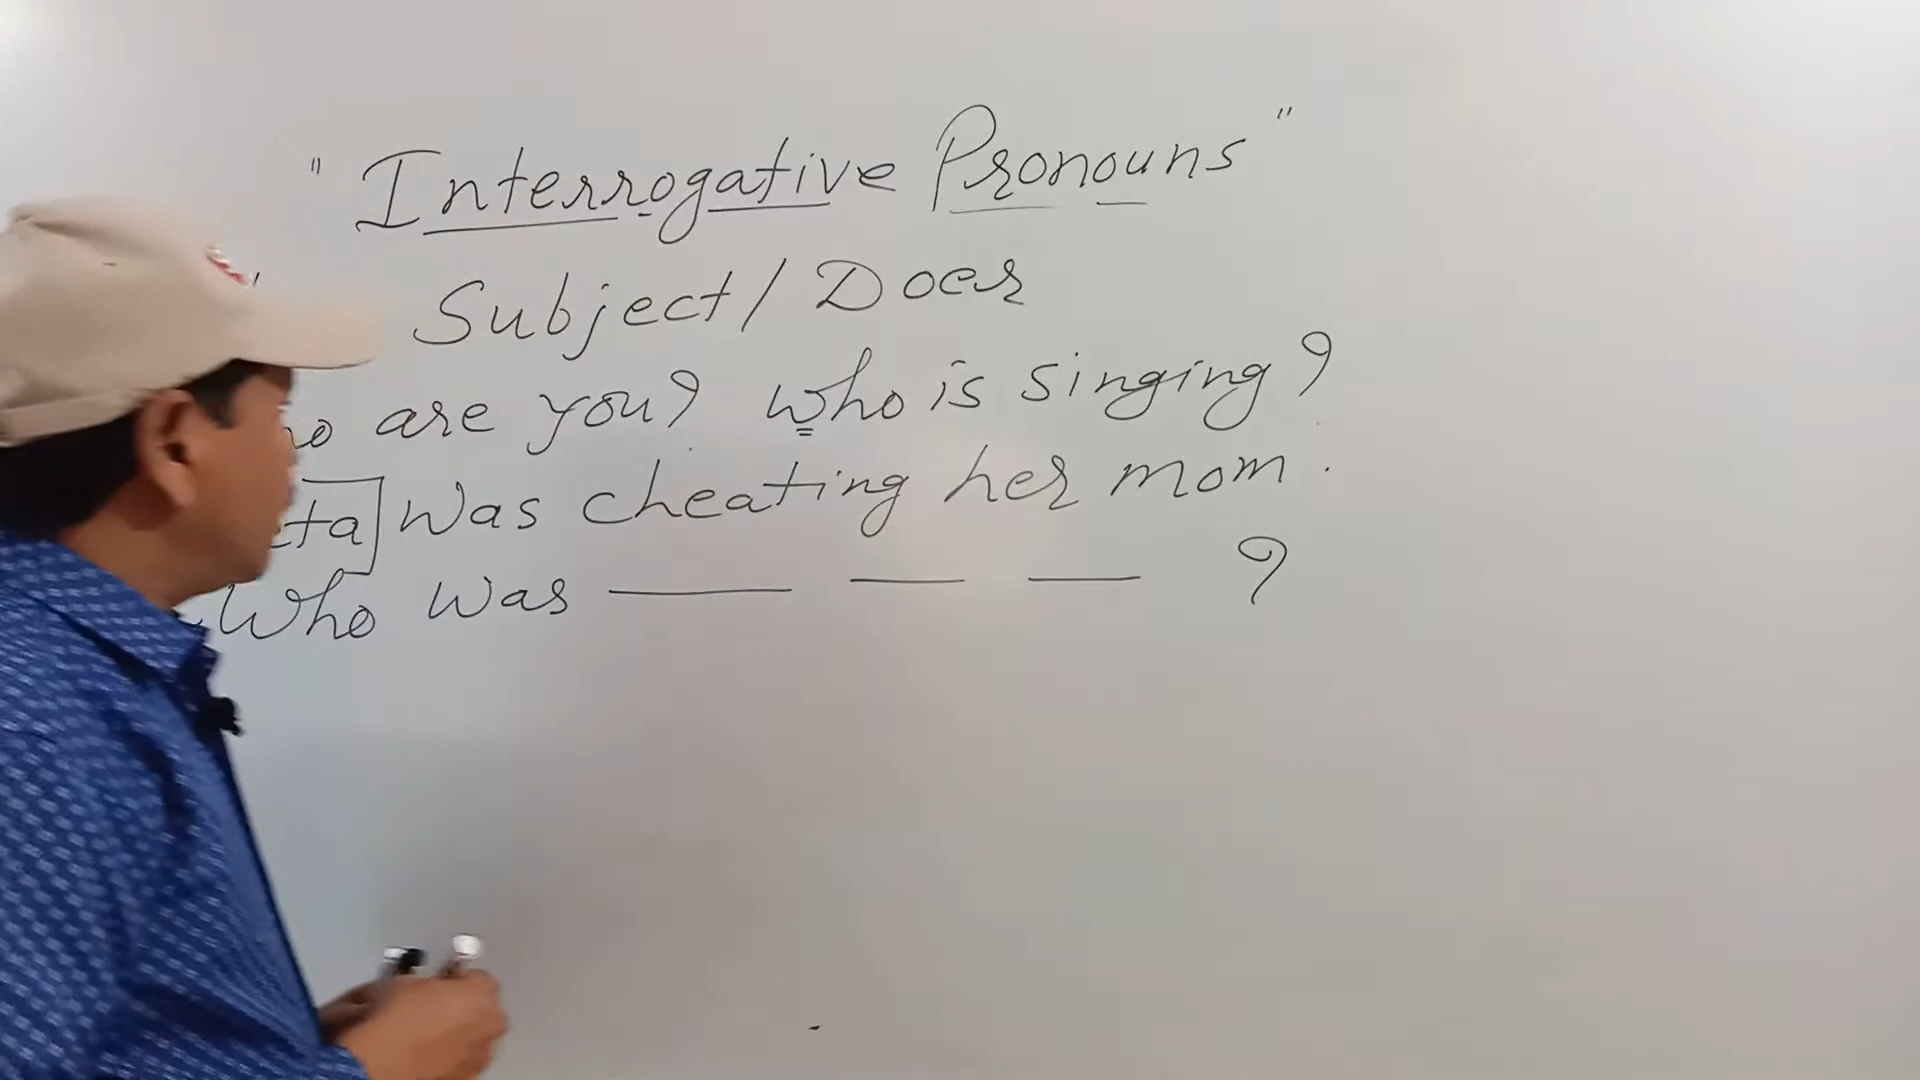 " Interrogative Pronouns "
Subject / Doer
are you? who is singing?
was cheating her mom.
Who was ___ ___ ___ ?